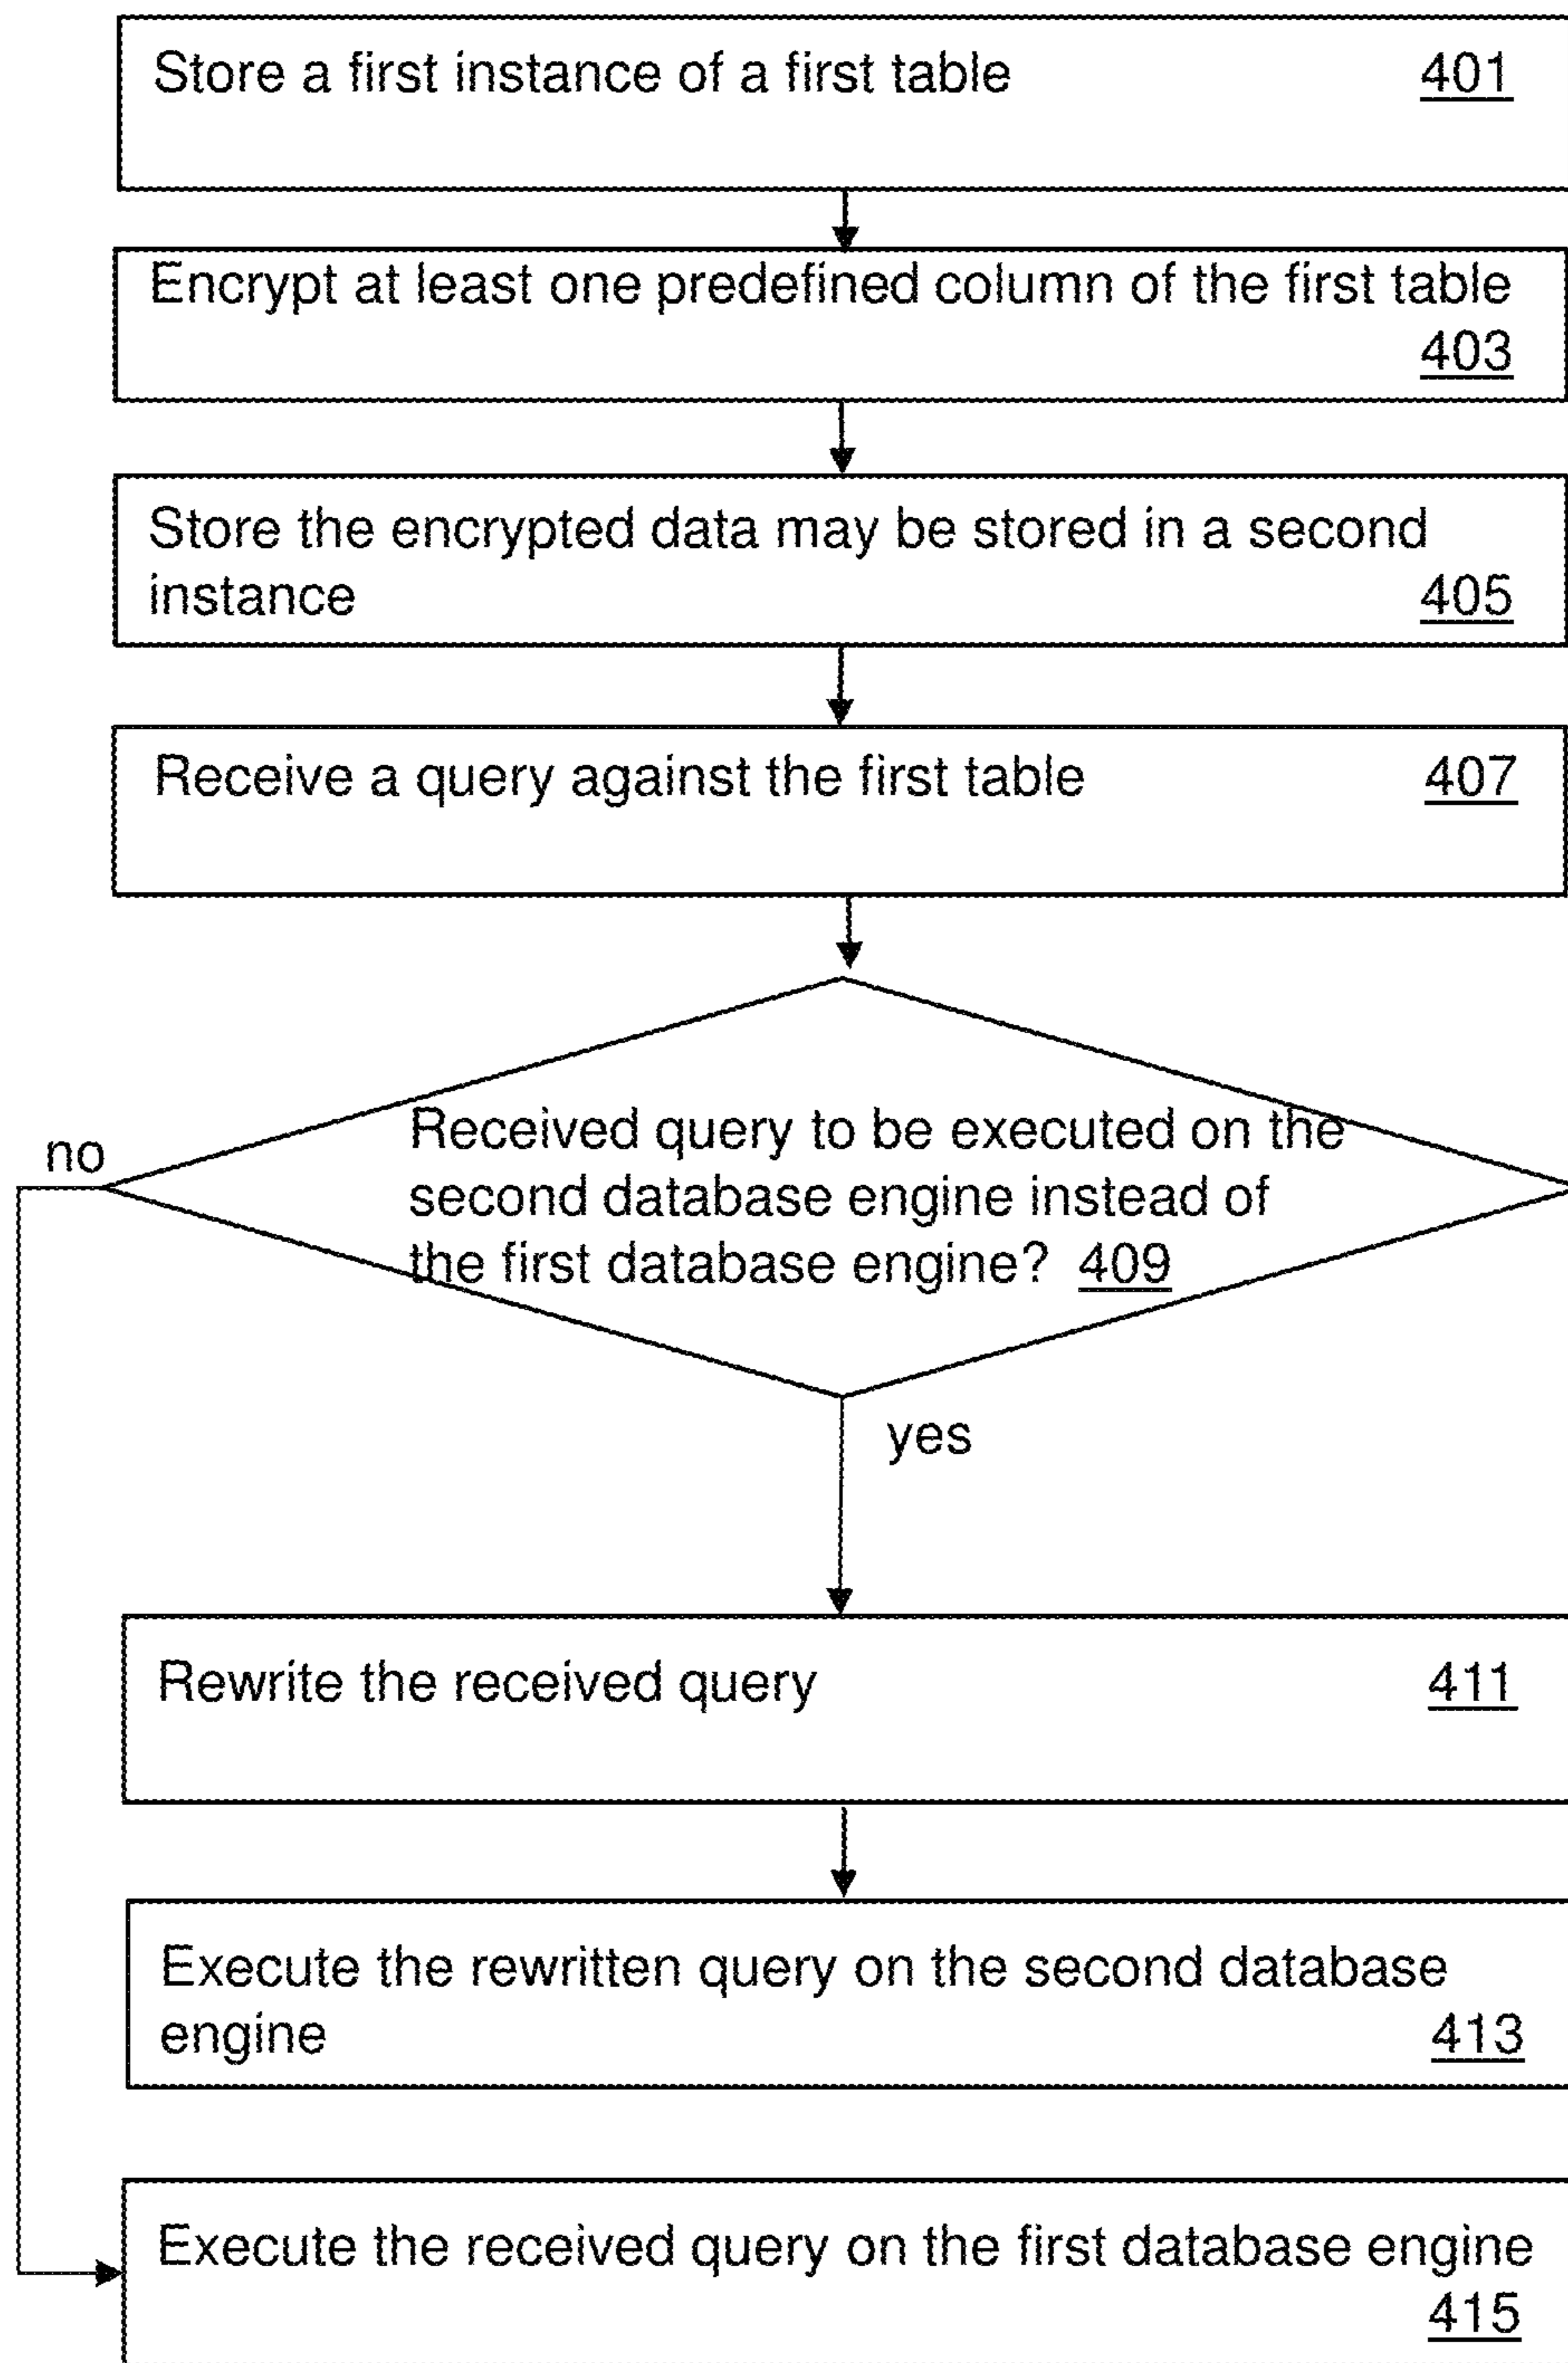 Store a first instance of a first table 401
Encrypt at least one predefined column of the first table
403
Store the encrypted data may be stored in a second
instance 405
Receive a query against the first table 407
no
Received query to be executed on the
second database engine instead of
the first database engine? 409
yes
Rewrite the received query 411
Execute the rewritten query on the second database
engine 413
Execute the received query on the first database engine
415